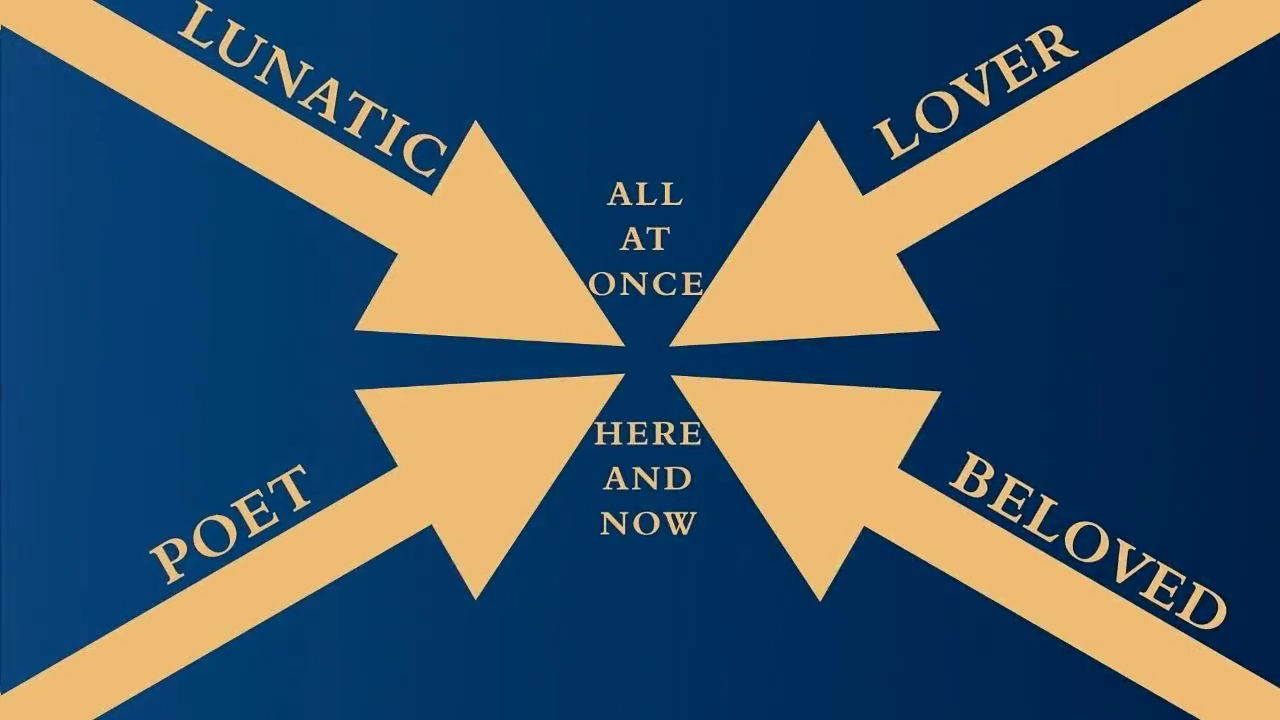 LUNATIC
LOVER
ALL
AT
ONCE
HERE
AND
NOW
POET
BELOVED